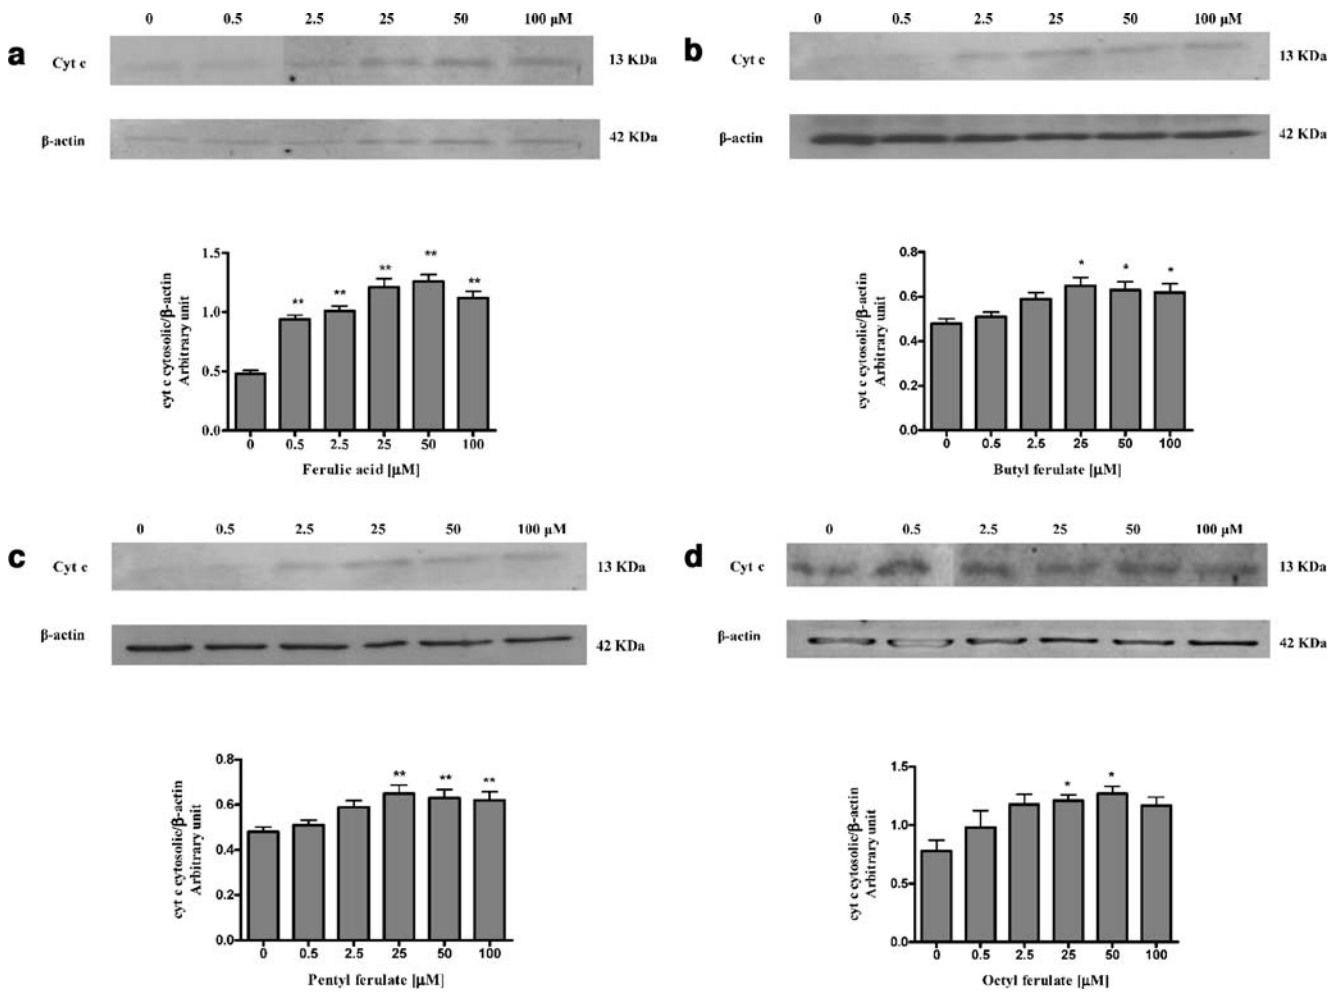 0 0.5 2.5 25 50 100 μM
a
Cyt c
13 KDa
β-actin
42 KDa
cyt c cytosolic/β-actin
Arbitrary unit
1.5
1.0
0.5
0.0
** ** ** ** **
0 0.5 2.5 25 50 100
Ferulic acid [μM]
0 0.5 2.5 25 50 100 μM
b
Cyt c
13 KDa
β-actin
42 KDa
cyt c cytosolic/β-actin
Arbitrary unit
0.8
0.6
0.4
0.2
0.0
* * *
0 0.5 2.5 25 50 100
Butyl ferulate [μM]
0 0.5 2.5 25 50 100 μM
c
Cyt c
13 KDa
β-actin
42 KDa
cyt c cytosolic/β-actin
Arbitrary unit
0.8
0.6
0.4
0.2
0.0
** ** **
0 0.5 2.5 25 50 100
Pentyl ferulate [μM]
0 0.5 2.5 25 50 100 μM
d
Cyt c
13 KDa
β-actin
42 KDa
cyt c cytosolic/β-actin
Arbitrary unit
1.5
1.0
0.5
0.0
* *
0 0.5 2.5 25 50 100
Octyl ferulate [μM]